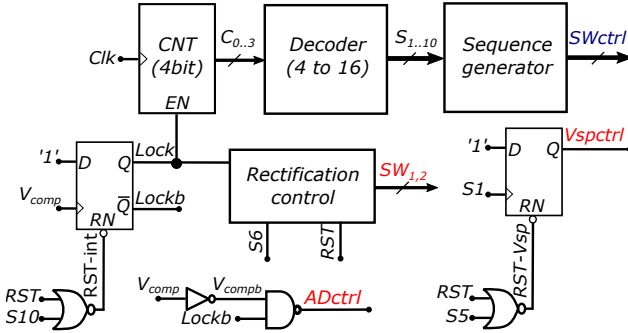 CNT
(4bit)
Clk
EN
C0..3
Decoder
(4 to 16)
S1..10
Sequence
generator
SWctrl
'1'
D
Q
Lock
Vcomp
Q̅
Lockb
RN
RST-int
RST
S10
Rectification
control
SW1,2
S6
RST
Vcomp
Vcompb
Lockb
ADctrl
'1'
D
Q
Vspctrl
S1
RN
RST-Vsp
RST
S5